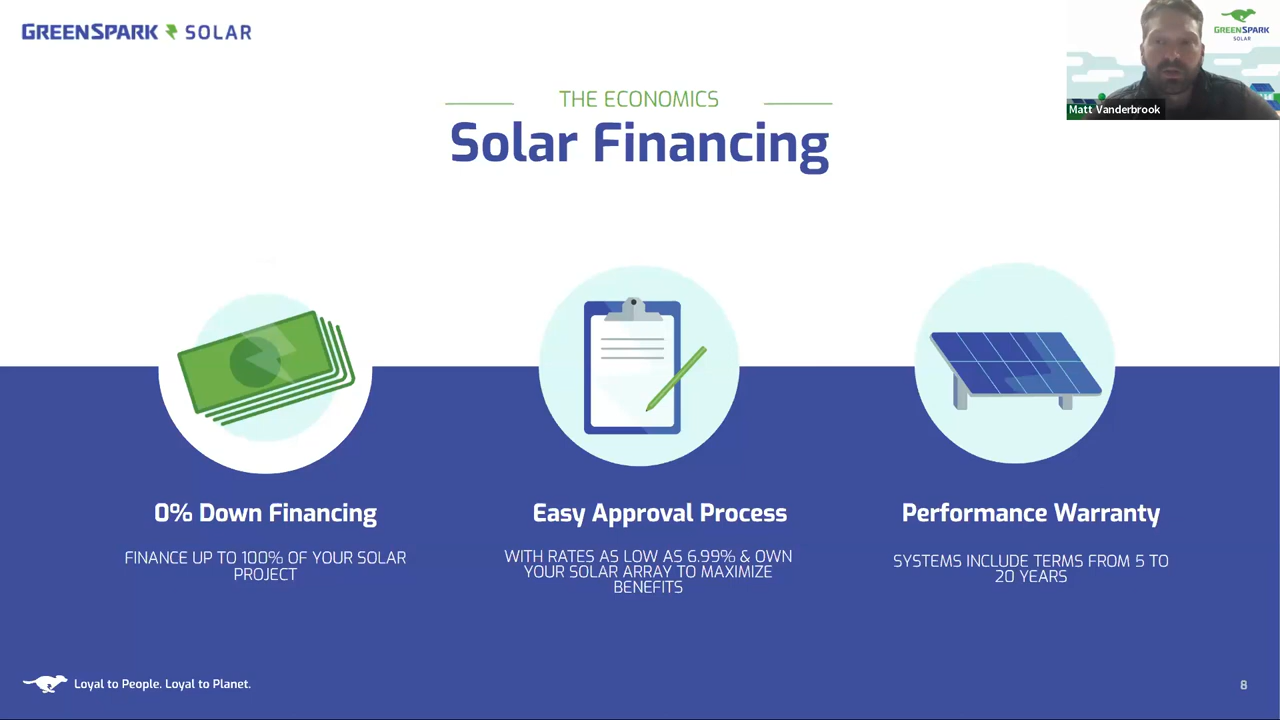 GREENSPARK SOLAR
GREENSPARK
SOLAR
Matt Vanderbrook
THE ECONOMICS
Solar Financing
0% Down Financing
FINANCE UP TO 100% OF YOUR SOLAR
PROJECT
Easy Approval Process
WITH RATES AS LOW AS 6.99% & OWN
YOUR SOLAR ARRAY TO MAXIMIZE
BENEFITS
Performance Warranty
SYSTEMS INCLUDE TERMS FROM 5 TO
20 YEARS
Loyal to People. Loyal to Planet.
8